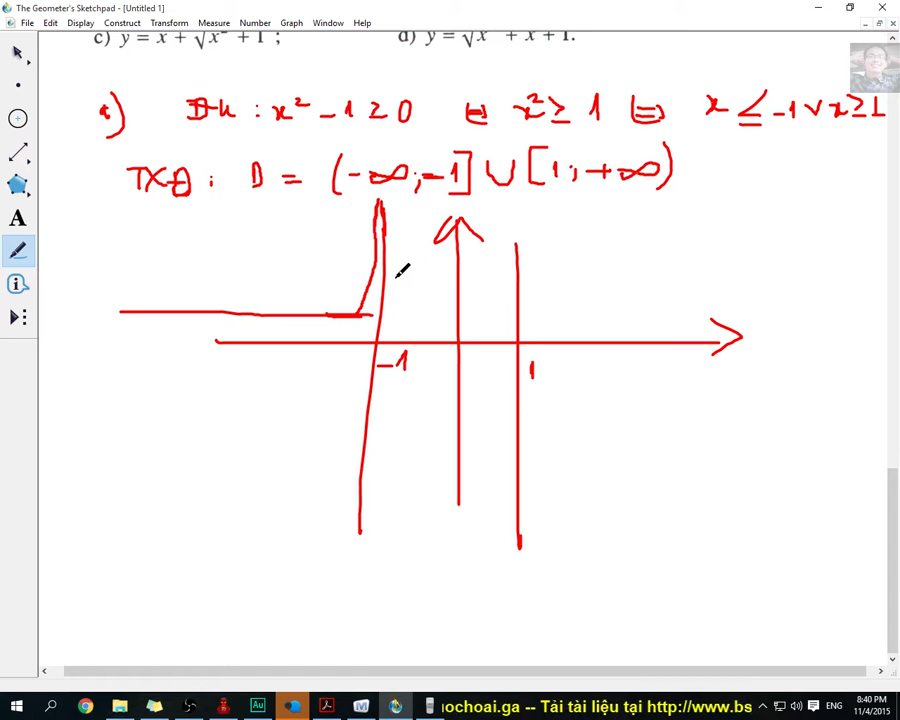 The Geometer's Sketchpad - [Untitled 1]
File Edit Display Construct Transform Measure Number Graph Window Help
c) y = x + √x² + 1 ; d) y = √x² + x + 1.
a) ĐK : x² - 1 ≥ 0 ⇔ x² ≥ 1 ⇔ x ≤ -1 ∨ x ≥ 1
TXĐ : D = (-∞ ; -1] ∪ [1 ; +∞)
-1 1
A
uochoai.ga -- Tải tài liệu tại http://www.bs
ENG
8:40 PM
11/4/2015